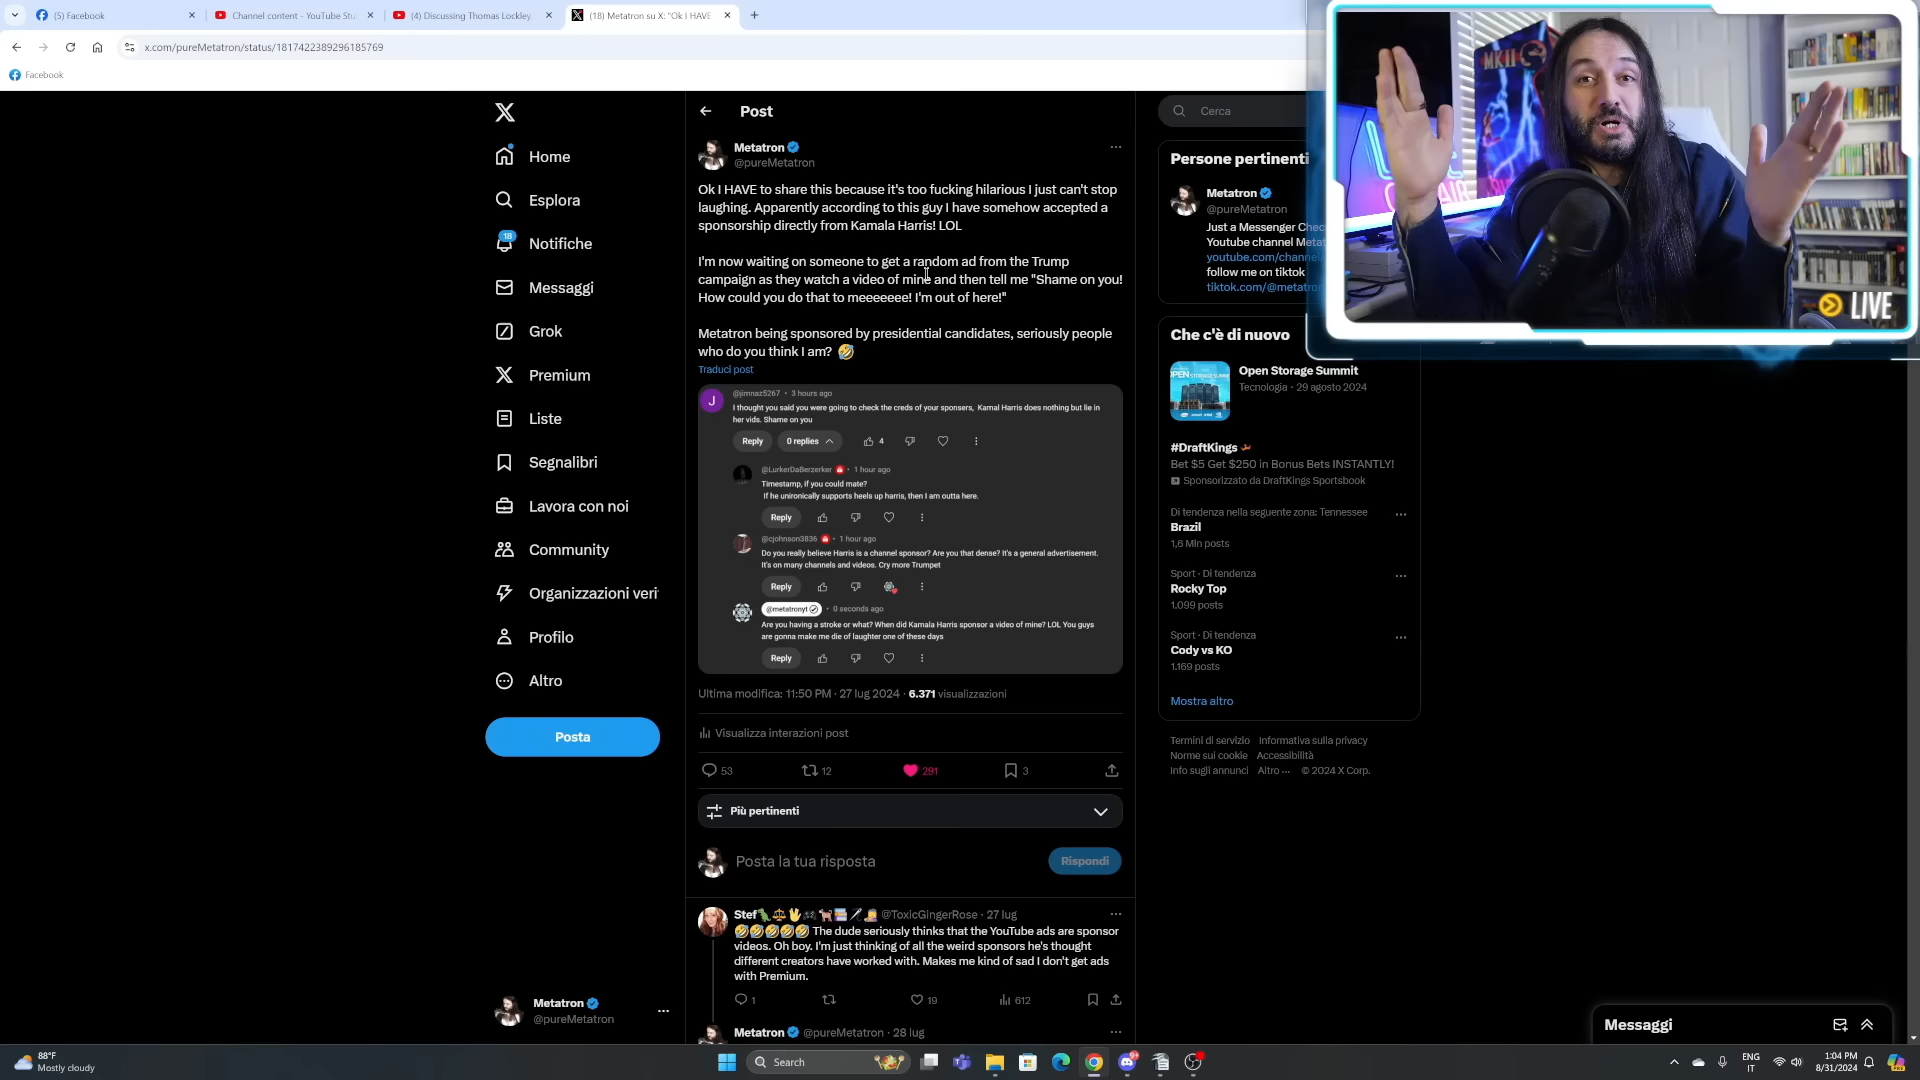 (5) Facebook
Channel content - YouTube Stu
(4) Discussing Thomas Lockley
(18) Metatron su X: "Ok I HAVE
x.com/pureMetatron/status/1817422389296185769
Facebook
Home
Esplora
18
Notifiche
Messaggi
Grok
Premium
Liste
Segnalibri
Lavora con noi
Community
Organizzazioni veri
Profilo
Altro
Posta
Metatron
@pureMetatron
Post
Metatron
@pureMetatron
Ok I HAVE to share this because it's too fucking hilarious I just can't stop
laughing. Apparently according to this guy I have somehow accepted a
sponsorship directly from Kamala Harris! LOL
I'm now waiting on someone to get a random ad from the Trump
campaign as they watch a video of mine and then tell me "Shame on you!
How could you do that to meeeeeee! I'm out of here!"
Metatron being sponsored by presidential candidates, seriously people
who do you think I am? 🤣
Traduci post
J
@jimnaz5267 • 3 hours ago
I thought you said you were going to check the creds of your sponsers, Kamal Harris does nothing but lie in
her vids. Shame on you
Reply
0 replies
4
@LurkerDaBerzerker • 1 hour ago
Timestamp, if you could mate?
If he unironically supports heels up harris, then I am outta here.
Reply
@cjohnson3836 • 1 hour ago
Do you really believe Harris is a channel sponsor? Are you that dense? It's a general advertisement.
It's on many channels and videos. Cry more Trumpet
Reply
@metatronyt • 0 seconds ago
Are you having a stroke or what? When did Kamala Harris sponsor a video of mine? LOL You guys
are gonna make me die of laughter one of these days
Reply
Ultima modifica: 11:50 PM · 27 lug 2024 · 6.371 visualizzazioni
Visualizza interazioni post
53
12
291
3
Più pertinenti
Posta la tua risposta
Rispondi
Stef🦖⚖️🖖🎮🐂📚🗡️👩‍🚀 @ToxicGingerRose · 27 lug
🤣🤣🤣🤣🤣 The dude seriously thinks that the YouTube ads are sponsor
videos. Oh boy. I'm just thinking of all the weird sponsors he's thought
different creators have worked with. Makes me kind of sad I don't get ads
with Premium.
1
19
612
Metatron @pureMetatron · 28 lug
Cerca
Persone pertinenti
Metatron
@pureMetatron
Just a Messenger Chec
Youtube channel Metat
youtube.com/channel
follow me on tiktok
tiktok.com/@metatro
Che c'è di nuovo
Open Storage Summit
Tecnologia · 29 agosto 2024
#DraftKings
Bet $5 Get $250 in Bonus Bets INSTANTLY!
Sponsorizzato da DraftKings Sportsbook
Di tendenza nella seguente zona: Tennessee
Brazil
1,6 Mln posts
Sport · Di tendenza
Rocky Top
1.099 posts
Sport · Di tendenza
Cody vs KO
1.169 posts
Mostra altro
Termini di servizio Informativa sulla privacy
Norme sui cookie Accessibilità
Info sugli annunci Altro ··· © 2024 X Corp.
MKII
LIVE
Messaggi
88°F
Mostly cloudy
Search
ENG
IT
1:04 PM
8/31/2024